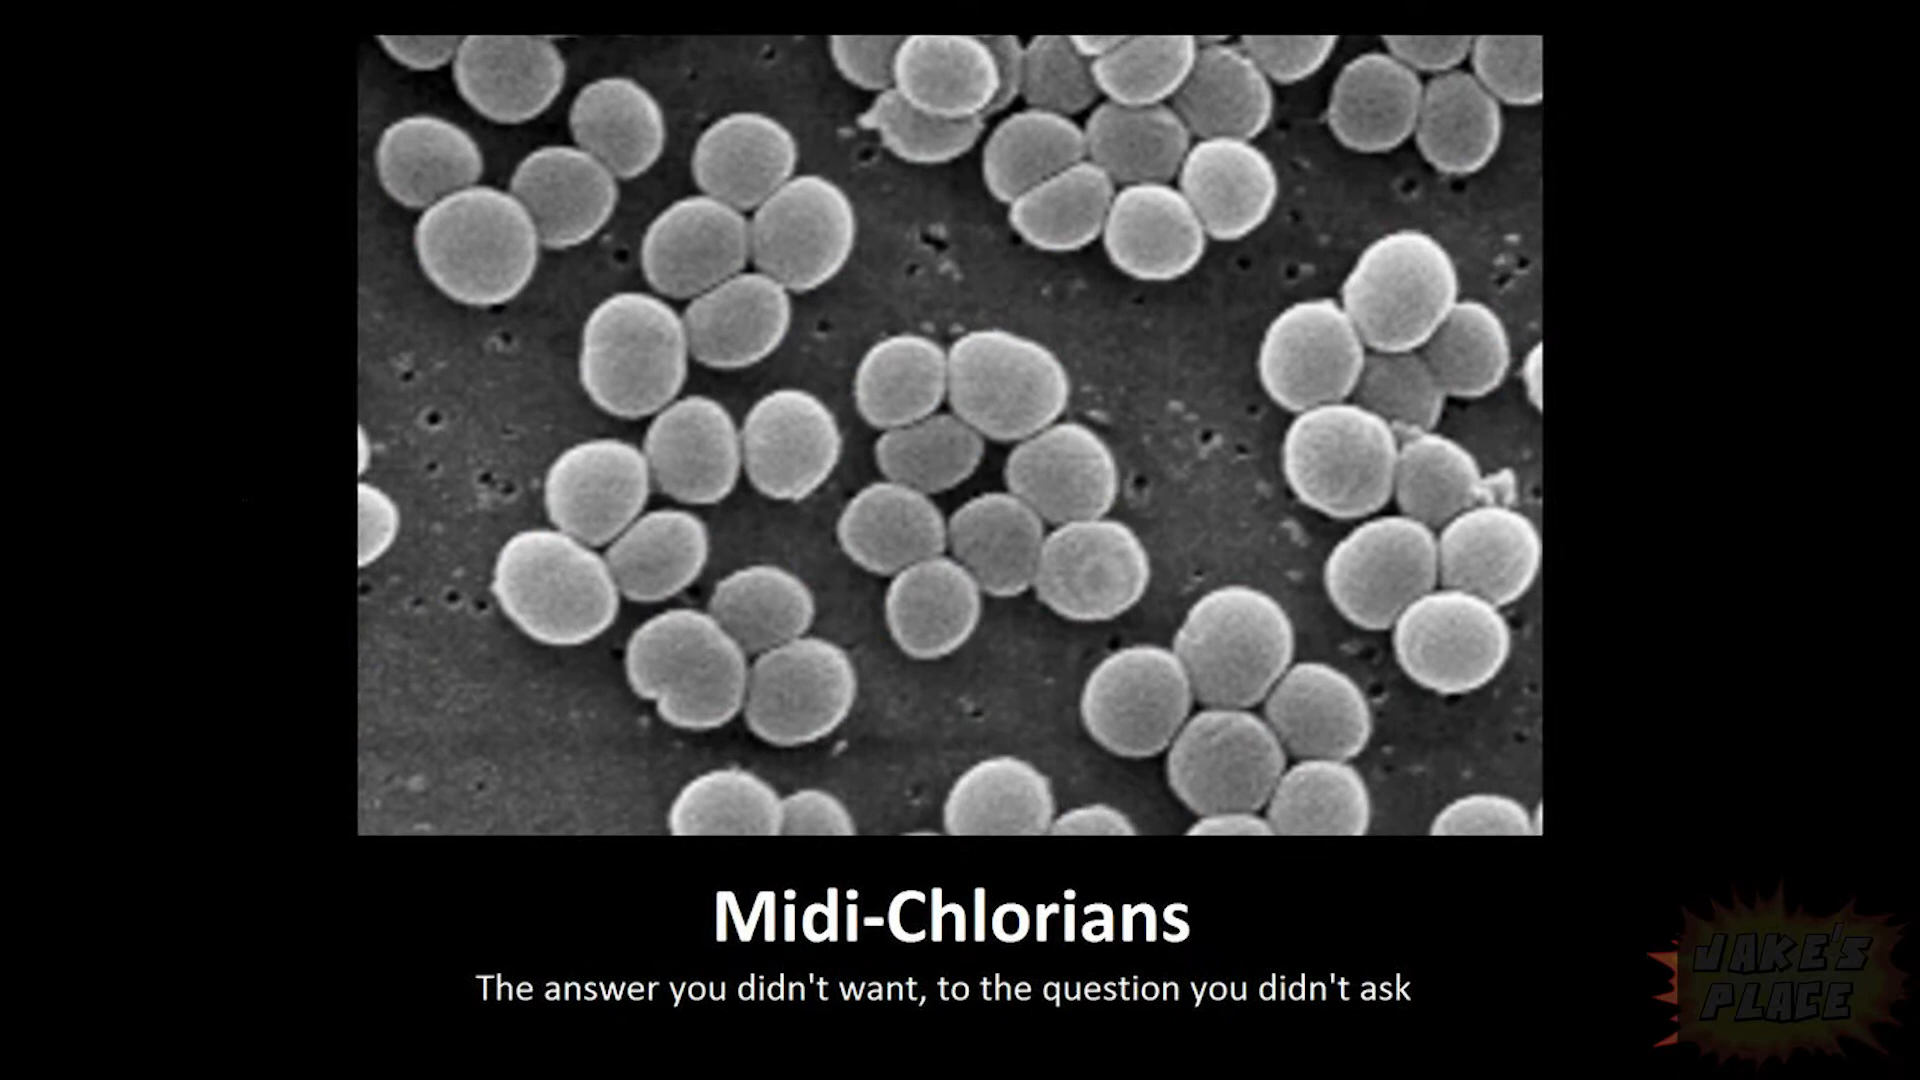 Midi-Chlorians
The answer you didn't want, to the question you didn't ask
JAKE'S
PLACE